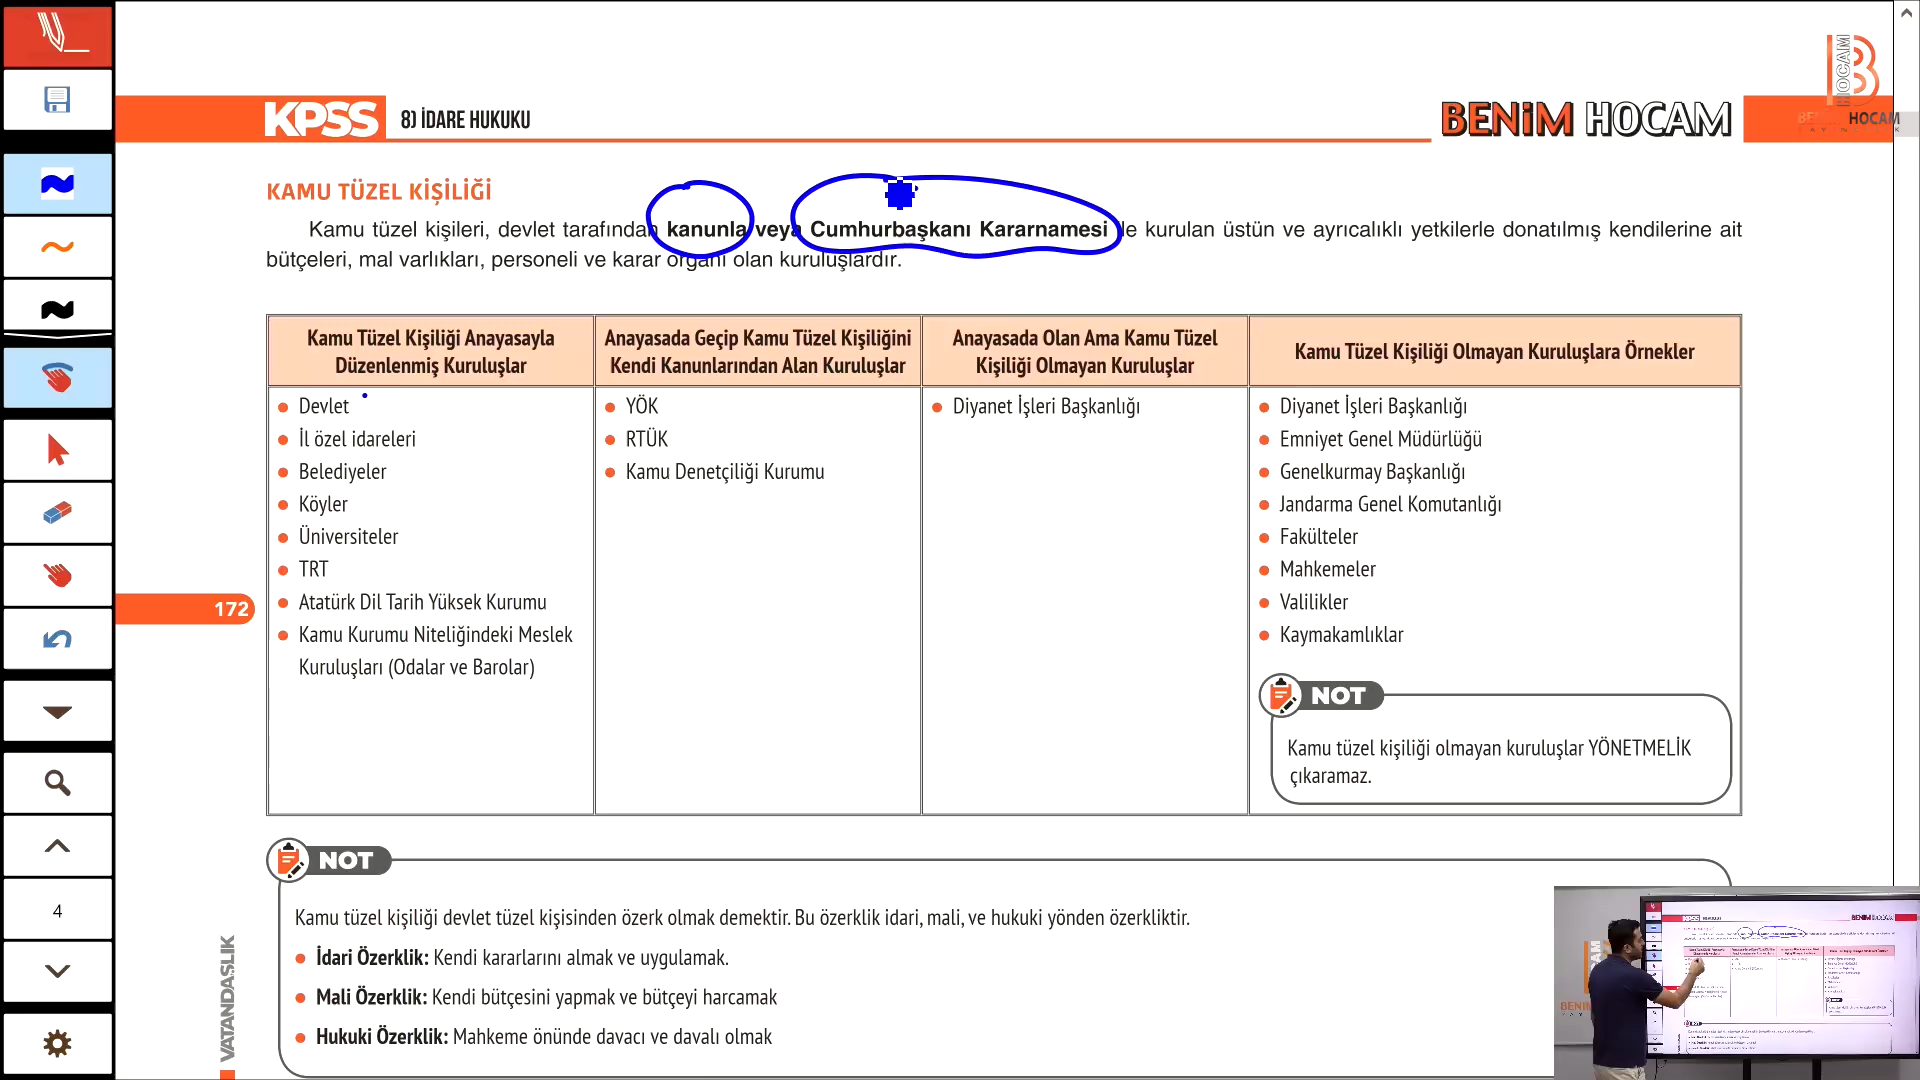 KPSS 8) İDARE HUKUKU
BENİM HOCAM
HOCAM
HOCAM
KAMU TÜZEL KİŞİLİĞİ
Kamu tüzel kişileri, devlet tarafından kanunla veya Cumhurbaşkanı Kararnamesi ile kurulan üstün ve ayrıcalıklı yetkilerle donatılmış kendilerine ait
bütçeleri, mal varlıkları, personeli ve karar organı olan kuruluşlardır.
Kamu Tüzel Kişiliği Anayasayla
Düzenlenmiş Kuruluşlar
Devlet
İl özel idareleri
Belediyeler
Köyler
Üniversiteler
TRT
Atatürk Dil Tarih Yüksek Kurumu
Kamu Kurumu Niteliğindeki Meslek
Kuruluşları (Odalar ve Barolar)
Anayasada Geçip Kamu Tüzel Kişiliğini
Kendi Kanunlarından Alan Kuruluşlar
YÖK
RTÜK
Kamu Denetçiliği Kurumu
Anayasada Olan Ama Kamu Tüzel
Kişiliği Olmayan Kuruluşlar
Diyanet İşleri Başkanlığı
Kamu Tüzel Kişiliği Olmayan Kuruluşlara Örnekler
Diyanet İşleri Başkanlığı
Emniyet Genel Müdürlüğü
Genelkurmay Başkanlığı
Jandarma Genel Komutanlığı
Fakülteler
Mahkemeler
Valilikler
Kaymakamlıklar
NOT
Kamu tüzel kişiliği olmayan kuruluşlar YÖNETMELİK
çıkaramaz.
172
NOT
Kamu tüzel kişiliği devlet tüzel kişisinden özerk olmak demektir. Bu özerklik idari, mali, ve hukuki yönden özerkliktir.
İdari Özerklik: Kendi kararlarını almak ve uygulamak.
Mali Özerklik: Kendi bütçesini yapmak ve bütçeyi harcamak
Hukuki Özerklik: Mahkeme önünde davacı ve davalı olmak
VATANDAŞLIK
4